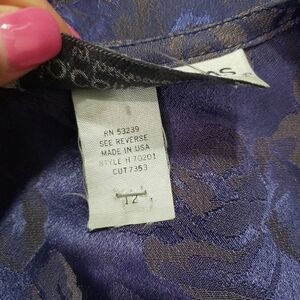 RN 53239
SEE REVERSE
MADE IN USA
STYLE N 70201
CUT 7353
12